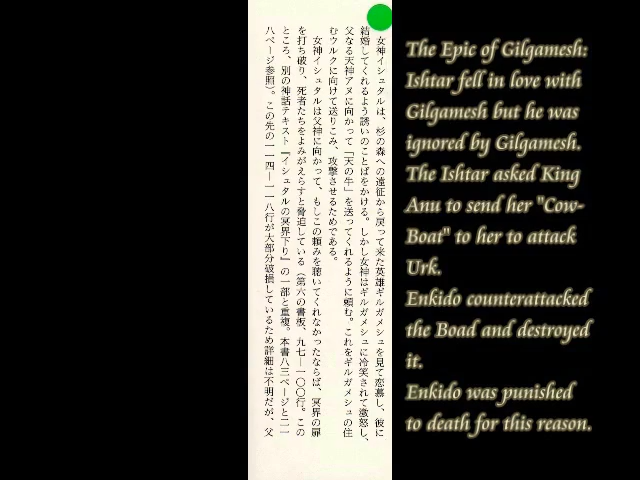 女神イシュタルは、杉の森への遠征から戻って来た英雄ギルガメシュを見て恋慕し、彼に
結婚してくれるよう誘いのことばをかける。しかし女神はギルガメシュに冷笑されて激怒し、
父なる天神アヌに向かって「天の牛」を送ってくれるように頼む。これをギルガメシュの住
むウルクに向けて送りこみ、攻撃させるためである。
女神イシュタルは父神に向かって、もしこの頼みを聴いてくれなかったならば、冥界の扉
を打ち破り、死者たちをよみがえらすと脅迫している（第六の書板、九七—一〇〇行。この
ところ、別の神話テキスト『イシュタルの冥界下り』の一部と重複。本書八三ページと二一
八ページ参照）。この先の一一四—一一八行が大部分破損しているため詳細は不明だが、父
The Epic of Gilgamesh:
Ishtar fell in love with
Gilgamesh but he was
ignored by Gilgamesh.
The Ishtar asked King
Anu to send her "Cow-
Boat" to her to attack
Urk.
Enkido counterattacked
the Boad and destroyed
it.
Enkido was punished
to death for this reason.